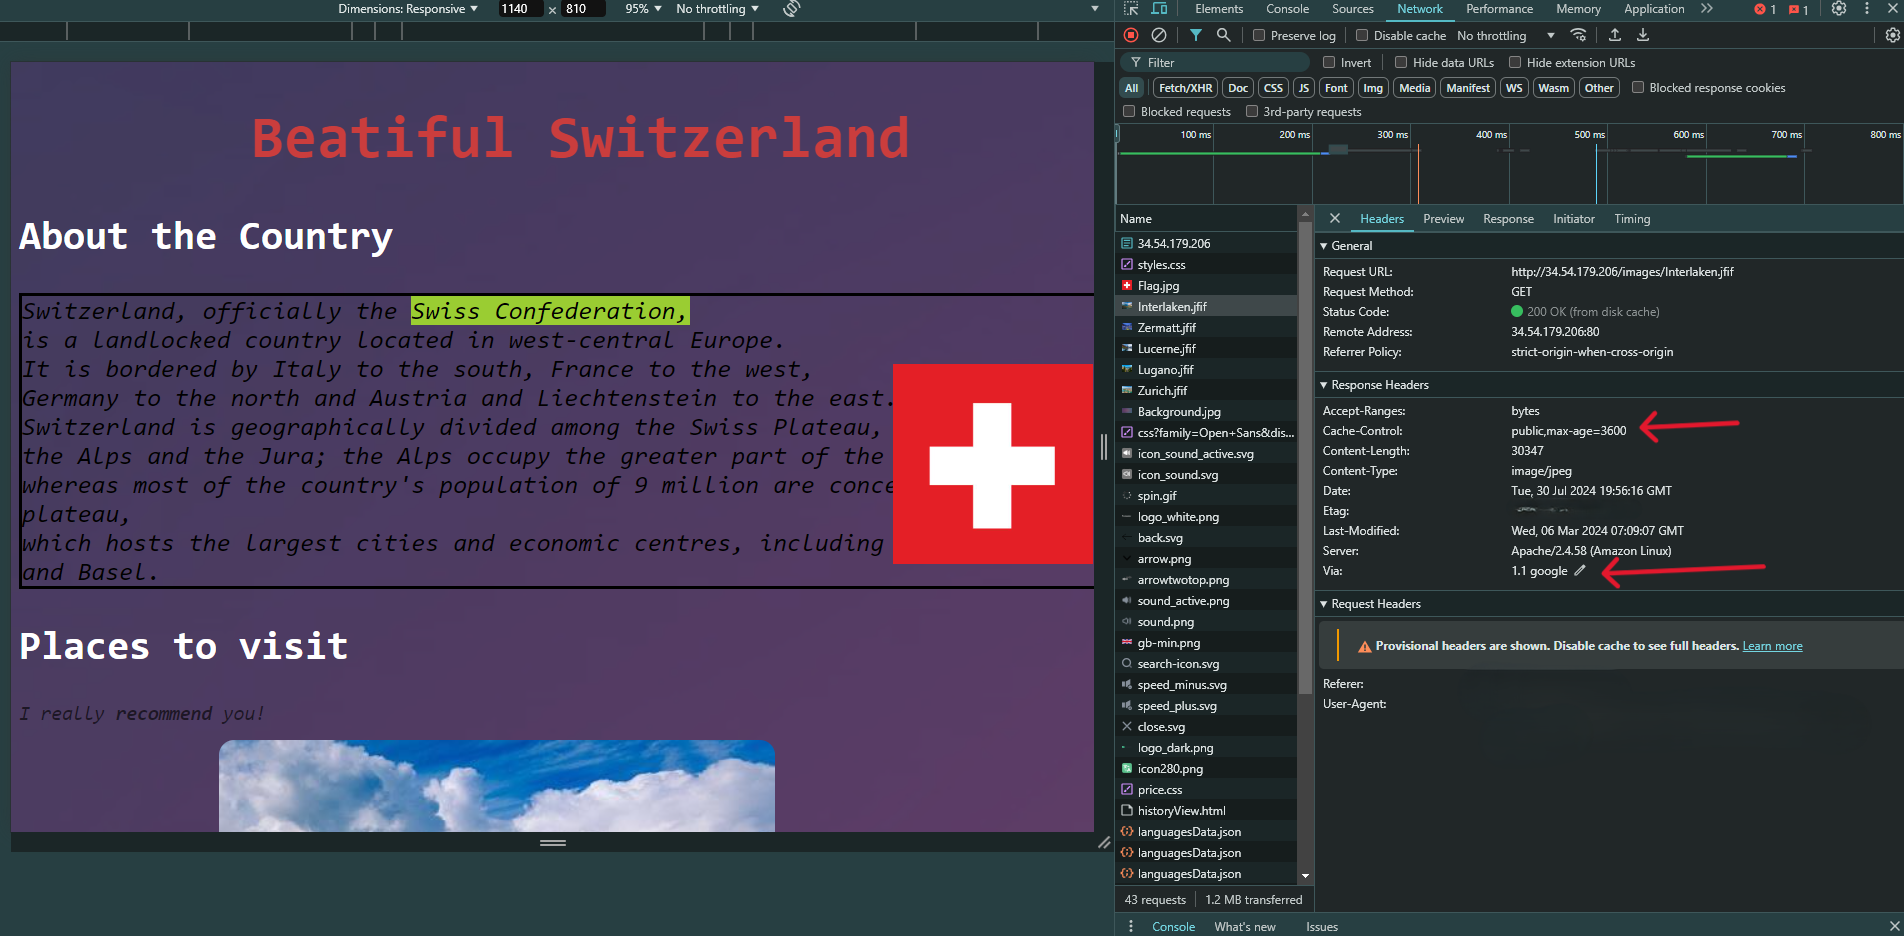 Dimensions: Responsive ▼ 1140 × 810 95% ▼ No throttling ▼
Elements Console Sources Network Performance Memory Application 1 1
Preserve log Disable cache No throttling ▼
Filter Invert Hide data URLs Hide extension URLs
All Fetch/XHR Doc CSS JS Font Img Media Manifest WS Wasm Other Blocked response cookies
Blocked requests 3rd-party requests
100 ms 200 ms 300 ms 400 ms 500 ms 600 ms 700 ms 800 ms
Beatiful Switzerland
About the Country
Switzerland, officially the Swiss Confederation,
is a landlocked country located in west-central Europe.
It is bordered by Italy to the south, France to the west,
Germany to the north and Austria and Liechtenstein to the east.
Switzerland is geographically divided among the Swiss Plateau,
the Alps and the Jura; the Alps occupy the greater part of the
whereas most of the country's population of 9 million are conce
plateau,
which hosts the largest cities and economic centres, including
and Basel.
Places to visit
I really recommend you!
Name
34.54.179.206
styles.css
Flag.jpg
Interlaken.jfif
Zermatt.jfif
Lucerne.jfif
Lugano.jfif
Zurich.jfif
Background.jpg
css?family=Open+Sans&dis...
icon_sound_active.svg
icon_sound.svg
spin.gif
logo_white.png
back.svg
arrow.png
arrowtwotop.png
sound_active.png
sound.png
gb-min.png
search-icon.svg
speed_minus.svg
speed_plus.svg
close.svg
logo_dark.png
icon280.png
price.css
historyView.html
languagesData.json
languagesData.json
languagesData.json
43 requests 1.2 MB transferred
Headers Preview Response Initiator Timing
▼ General
Request URL: http://34.54.179.206/images/Interlaken.jfif
Request Method: GET
Status Code: 200 OK (from disk cache)
Remote Address: 34.54.179.206:80
Referrer Policy: strict-origin-when-cross-origin
▼ Response Headers
Accept-Ranges: bytes
Cache-Control: public,max-age=3600
Content-Length: 30347
Content-Type: image/jpeg
Date: Tue, 30 Jul 2024 19:56:16 GMT
Etag:
Last-Modified: Wed, 06 Mar 2024 07:09:07 GMT
Server: Apache/2.4.58 (Amazon Linux)
Via: 1.1 google
▼ Request Headers
Provisional headers are shown. Disable cache to see full headers. Learn more
Referer:
User-Agent:
Console What's new Issues